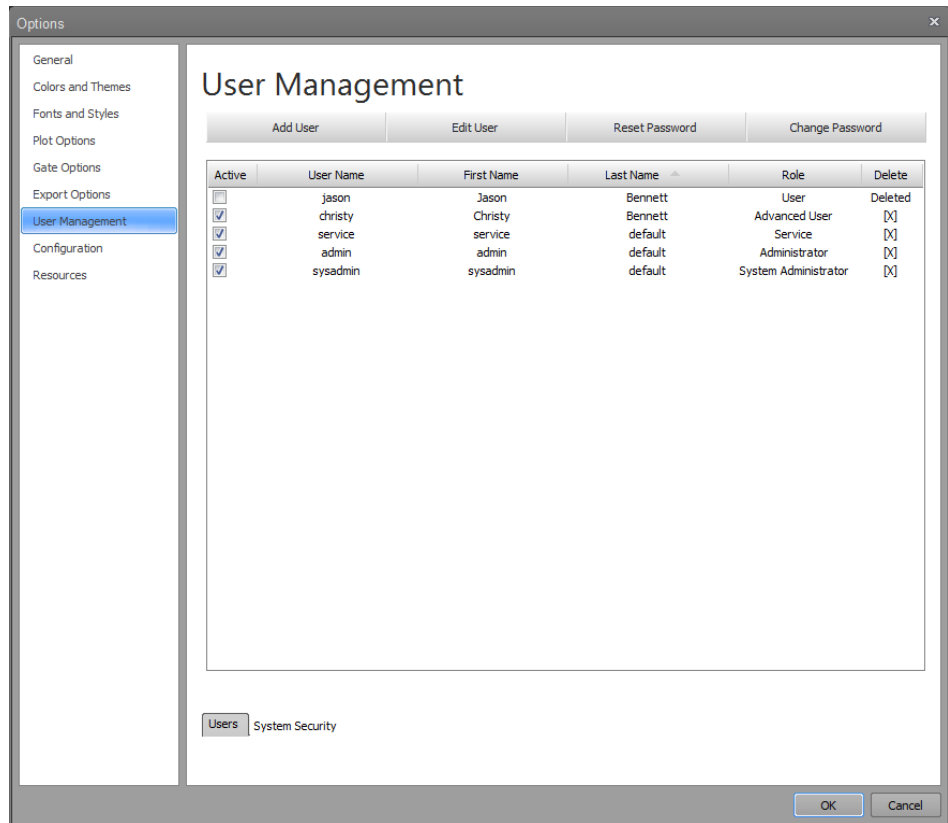 Options
General
Colors and Themes
Fonts and Styles
Plot Options
Gate Options
Export Options
User Management
Configuration
Resources
User Management
Add User Edit User Reset Password Change Password
Active User Name First Name Last Name Role Delete
jason Jason Bennett User Deleted
christy Christy Bennett Advanced User [X]
service service default Service [X]
admin admin default Administrator [X]
sysadmin sysadmin default System Administrator [X]
Users System Security
OK Cancel